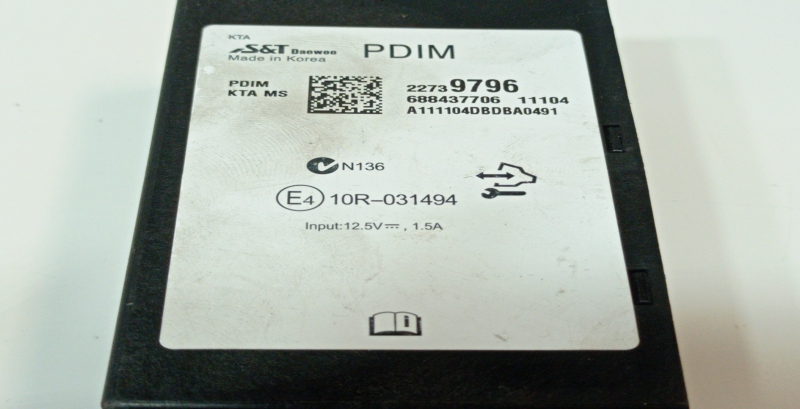 KTA
S&T Daewoo PDIM
Made in Korea
PDIM
KTA MS
22739796
688437706 11104
A111104DBDBA0491
N136
E4 10R-031494
Input:12.5V⎓, 1.5A
i